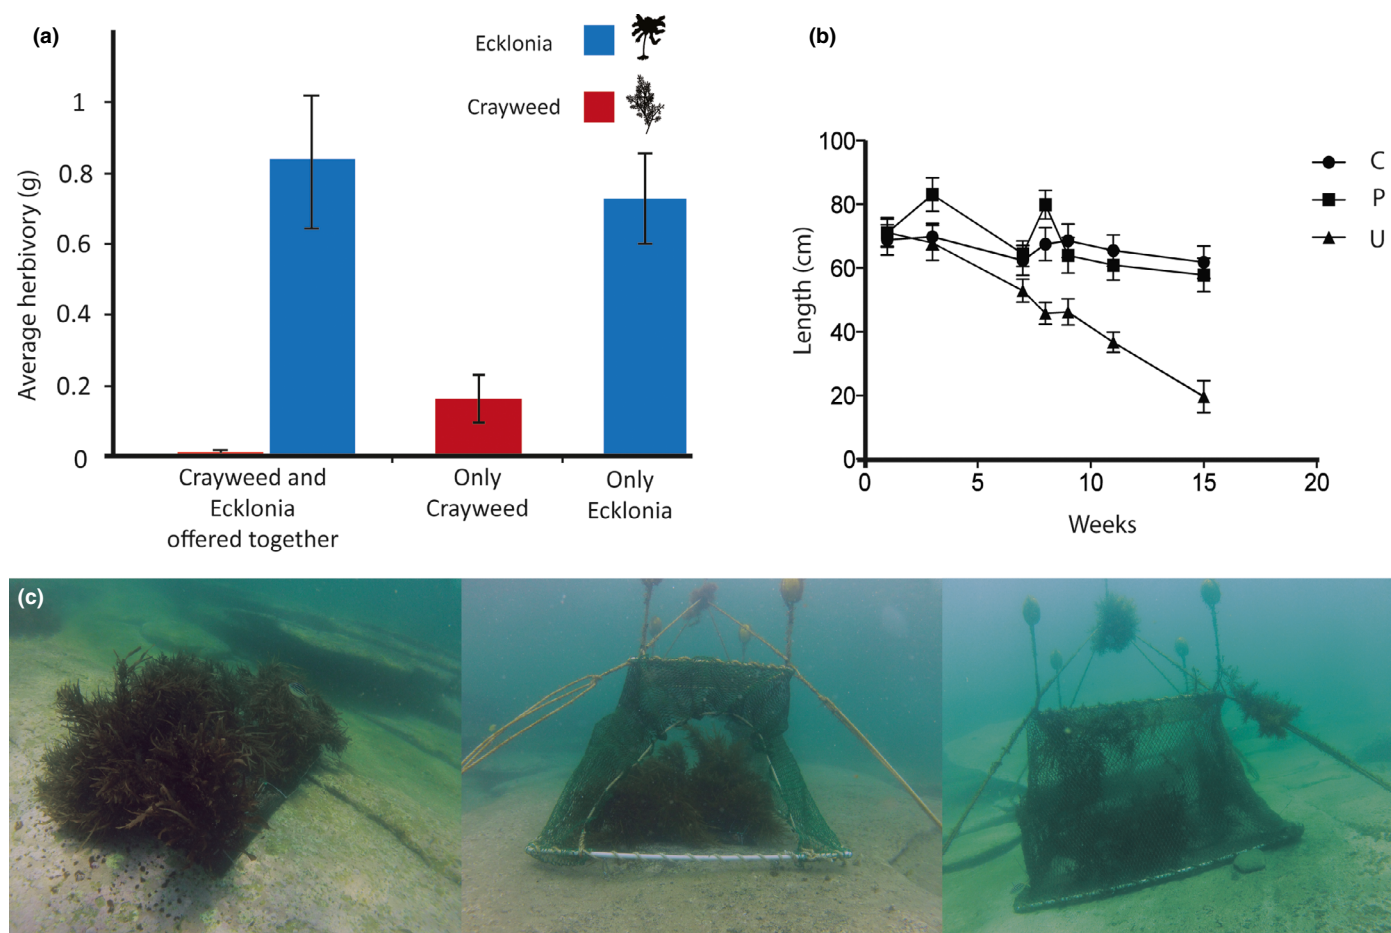 (a)
Ecklonia
Crayweed
Average herbivory (g)
1
0.8
0.6
0.4
0.2
0
Crayweed and
Ecklonia
offered together
Only
Crayweed
Only
Ecklonia
(b)
Length (cm)
100
80
60
40
20
0
0 5 10 15 20
Weeks
C
P
U
(c)